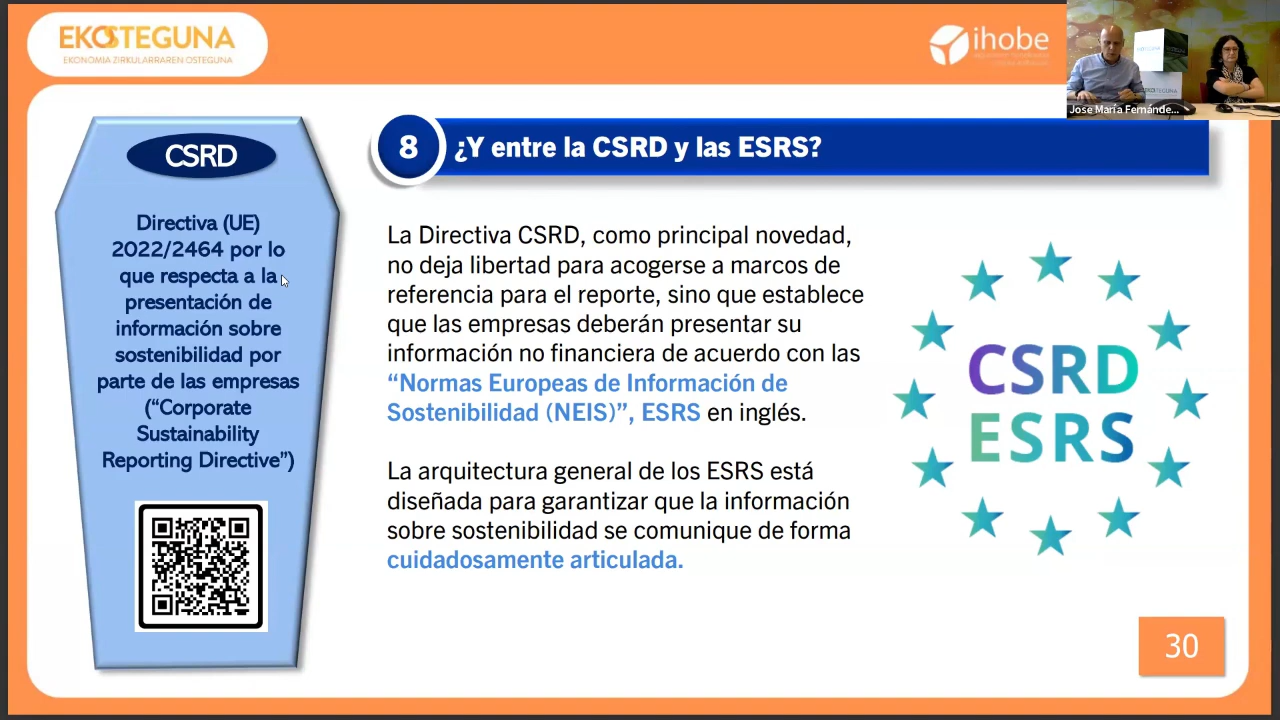 EKOSTEGUNA
EKONOMIA ZIRKULARRAREN OSTEGUNA
ihobe
Jose María Fernánde...
CSRD
Directiva (UE)
2022/2464 por lo
que respecta a la
presentación de
información sobre
sostenibilidad por
parte de las empresas
(“Corporate
Sustainability
Reporting Directive”)
8
¿Y entre la CSRD y las ESRS?
La Directiva CSRD, como principal novedad,
no deja libertad para acogerse a marcos de
referencia para el reporte, sino que establece
que las empresas deberán presentar su
información no financiera de acuerdo con las
“Normas Europeas de Información de
Sostenibilidad (NEIS)”, ESRS en inglés.
La arquitectura general de los ESRS está
diseñada para garantizar que la información
sobre sostenibilidad se comunique de forma
cuidadosamente articulada.
CSRD
ESRS
30